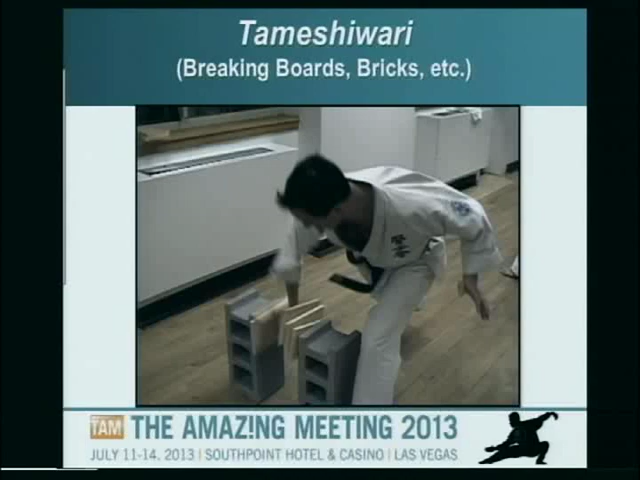 Tameshiwari
(Breaking Boards, Bricks, etc.)
TAM THE AMAZ!NG MEETING 2013
JULY 11-14, 2013 | SOUTHPOINT HOTEL & CASINO | LAS VEGAS